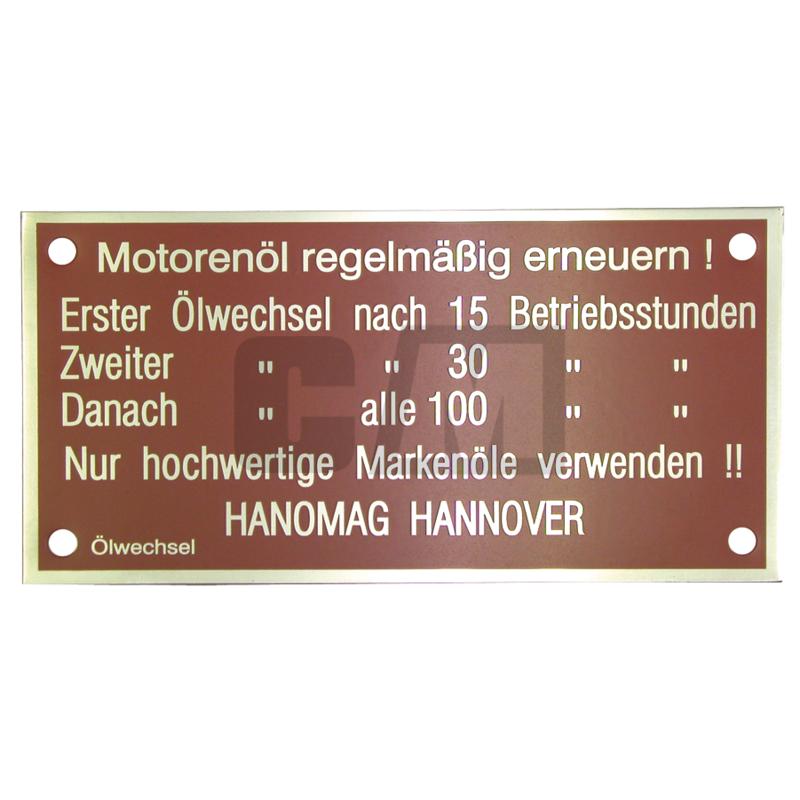 Motorenöl regelmäßig erneuern !
Erster Ölwechsel nach 15 Betriebsstunden
Zweiter " " 30 " "
Danach " alle 100 " "
Nur hochwertige Markenöle verwenden !!
HANOMAG HANNOVER
Ölwechsel
CM